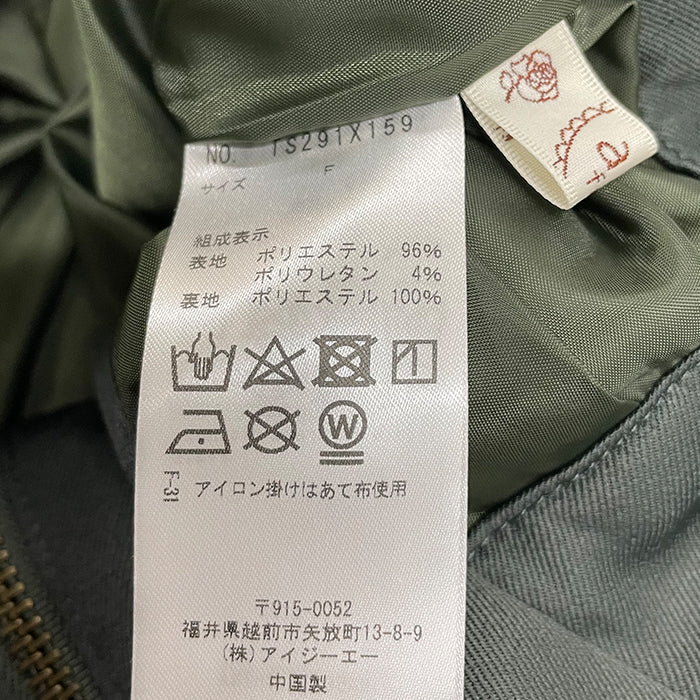 NO. TS291X159
サイズ F
組成表示
表地 ポリエステル 96%
ポリウレタン 4%
裏地 ポリエステル 100%
W
F-31 アイロン掛けはあて布使用
〒915-0052
福井県越前市矢放町13-8-9
(株)アイジーエー
中国製